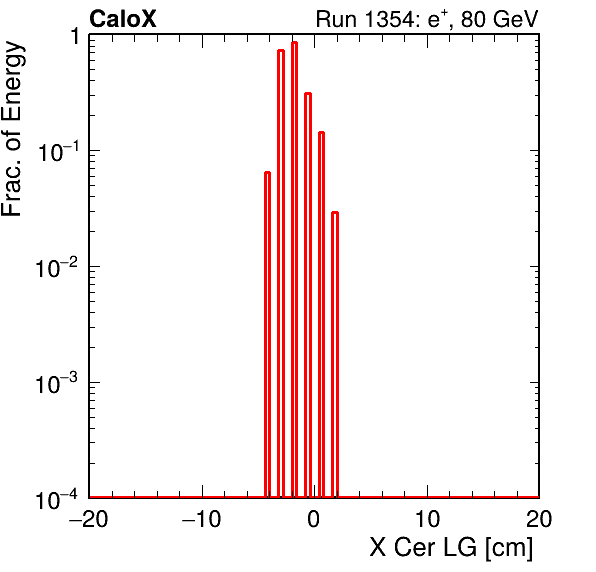 CaloX Run 1354: e⁺, 80 GeV
Frac. of Energy
1
10⁻¹
10⁻²
10⁻³
10⁻⁴
−20 −10 0 10 20
X Cer LG [cm]